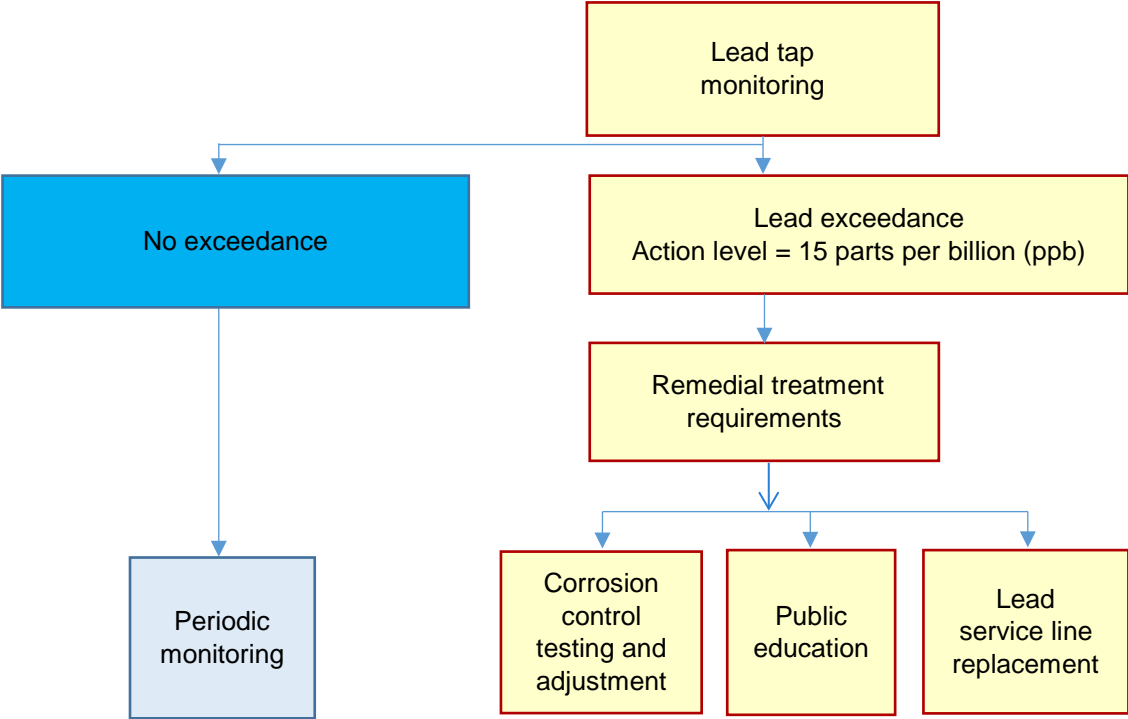 Lead tap
monitoring
No exceedance
Lead exceedance
Action level = 15 parts per billion (ppb)
Remedial treatment
requirements
Periodic
monitoring
Corrosion
control
testing and
adjustment
Public
education
Lead
service line
replacement